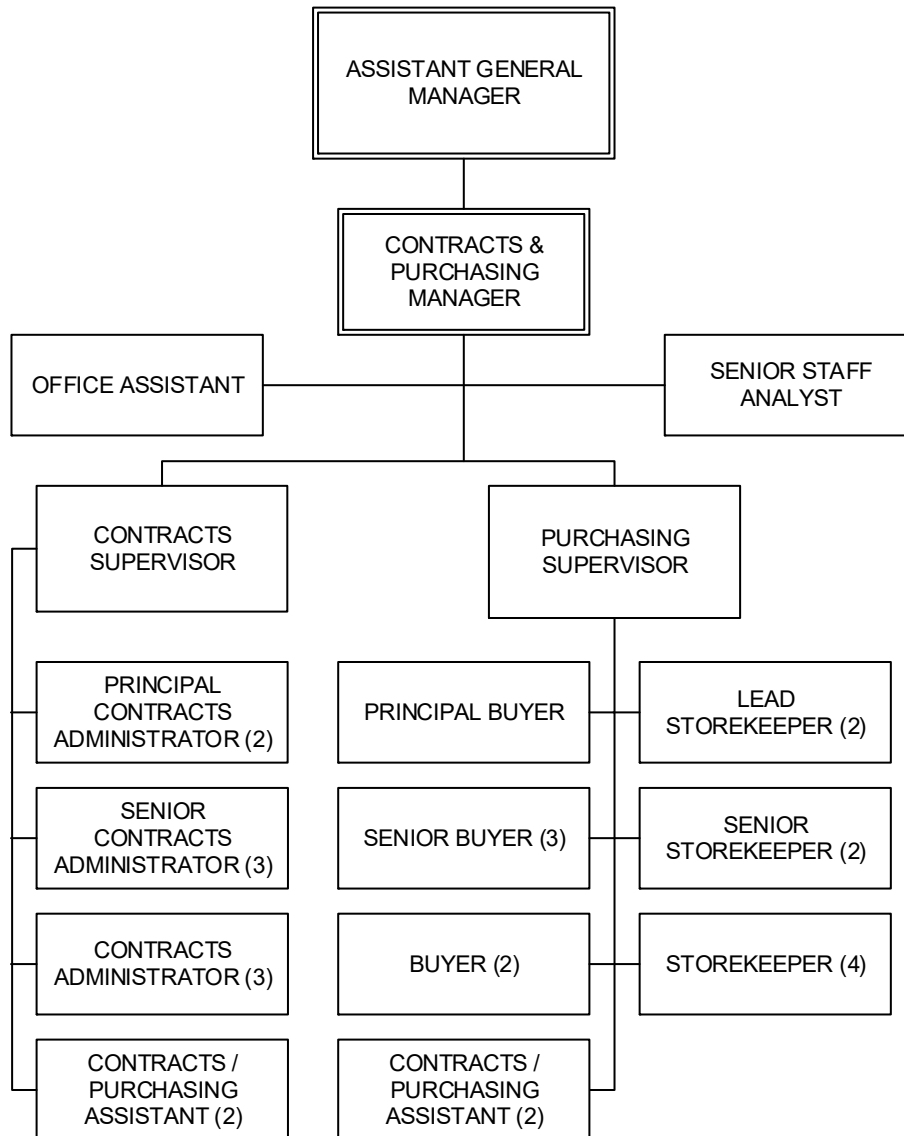 ASSISTANT GENERAL
MANAGER
CONTRACTS &
PURCHASING
MANAGER
OFFICE ASSISTANT
SENIOR STAFF
ANALYST
CONTRACTS
SUPERVISOR
PURCHASING
SUPERVISOR
PRINCIPAL
CONTRACTS
ADMINISTRATOR (2)
PRINCIPAL BUYER
LEAD
STOREKEEPER (2)
SENIOR
CONTRACTS
ADMINISTRATOR (3)
SENIOR BUYER (3)
SENIOR
STOREKEEPER (2)
CONTRACTS
ADMINISTRATOR (3)
BUYER (2)
STOREKEEPER (4)
CONTRACTS /
PURCHASING
ASSISTANT (2)
CONTRACTS /
PURCHASING
ASSISTANT (2)